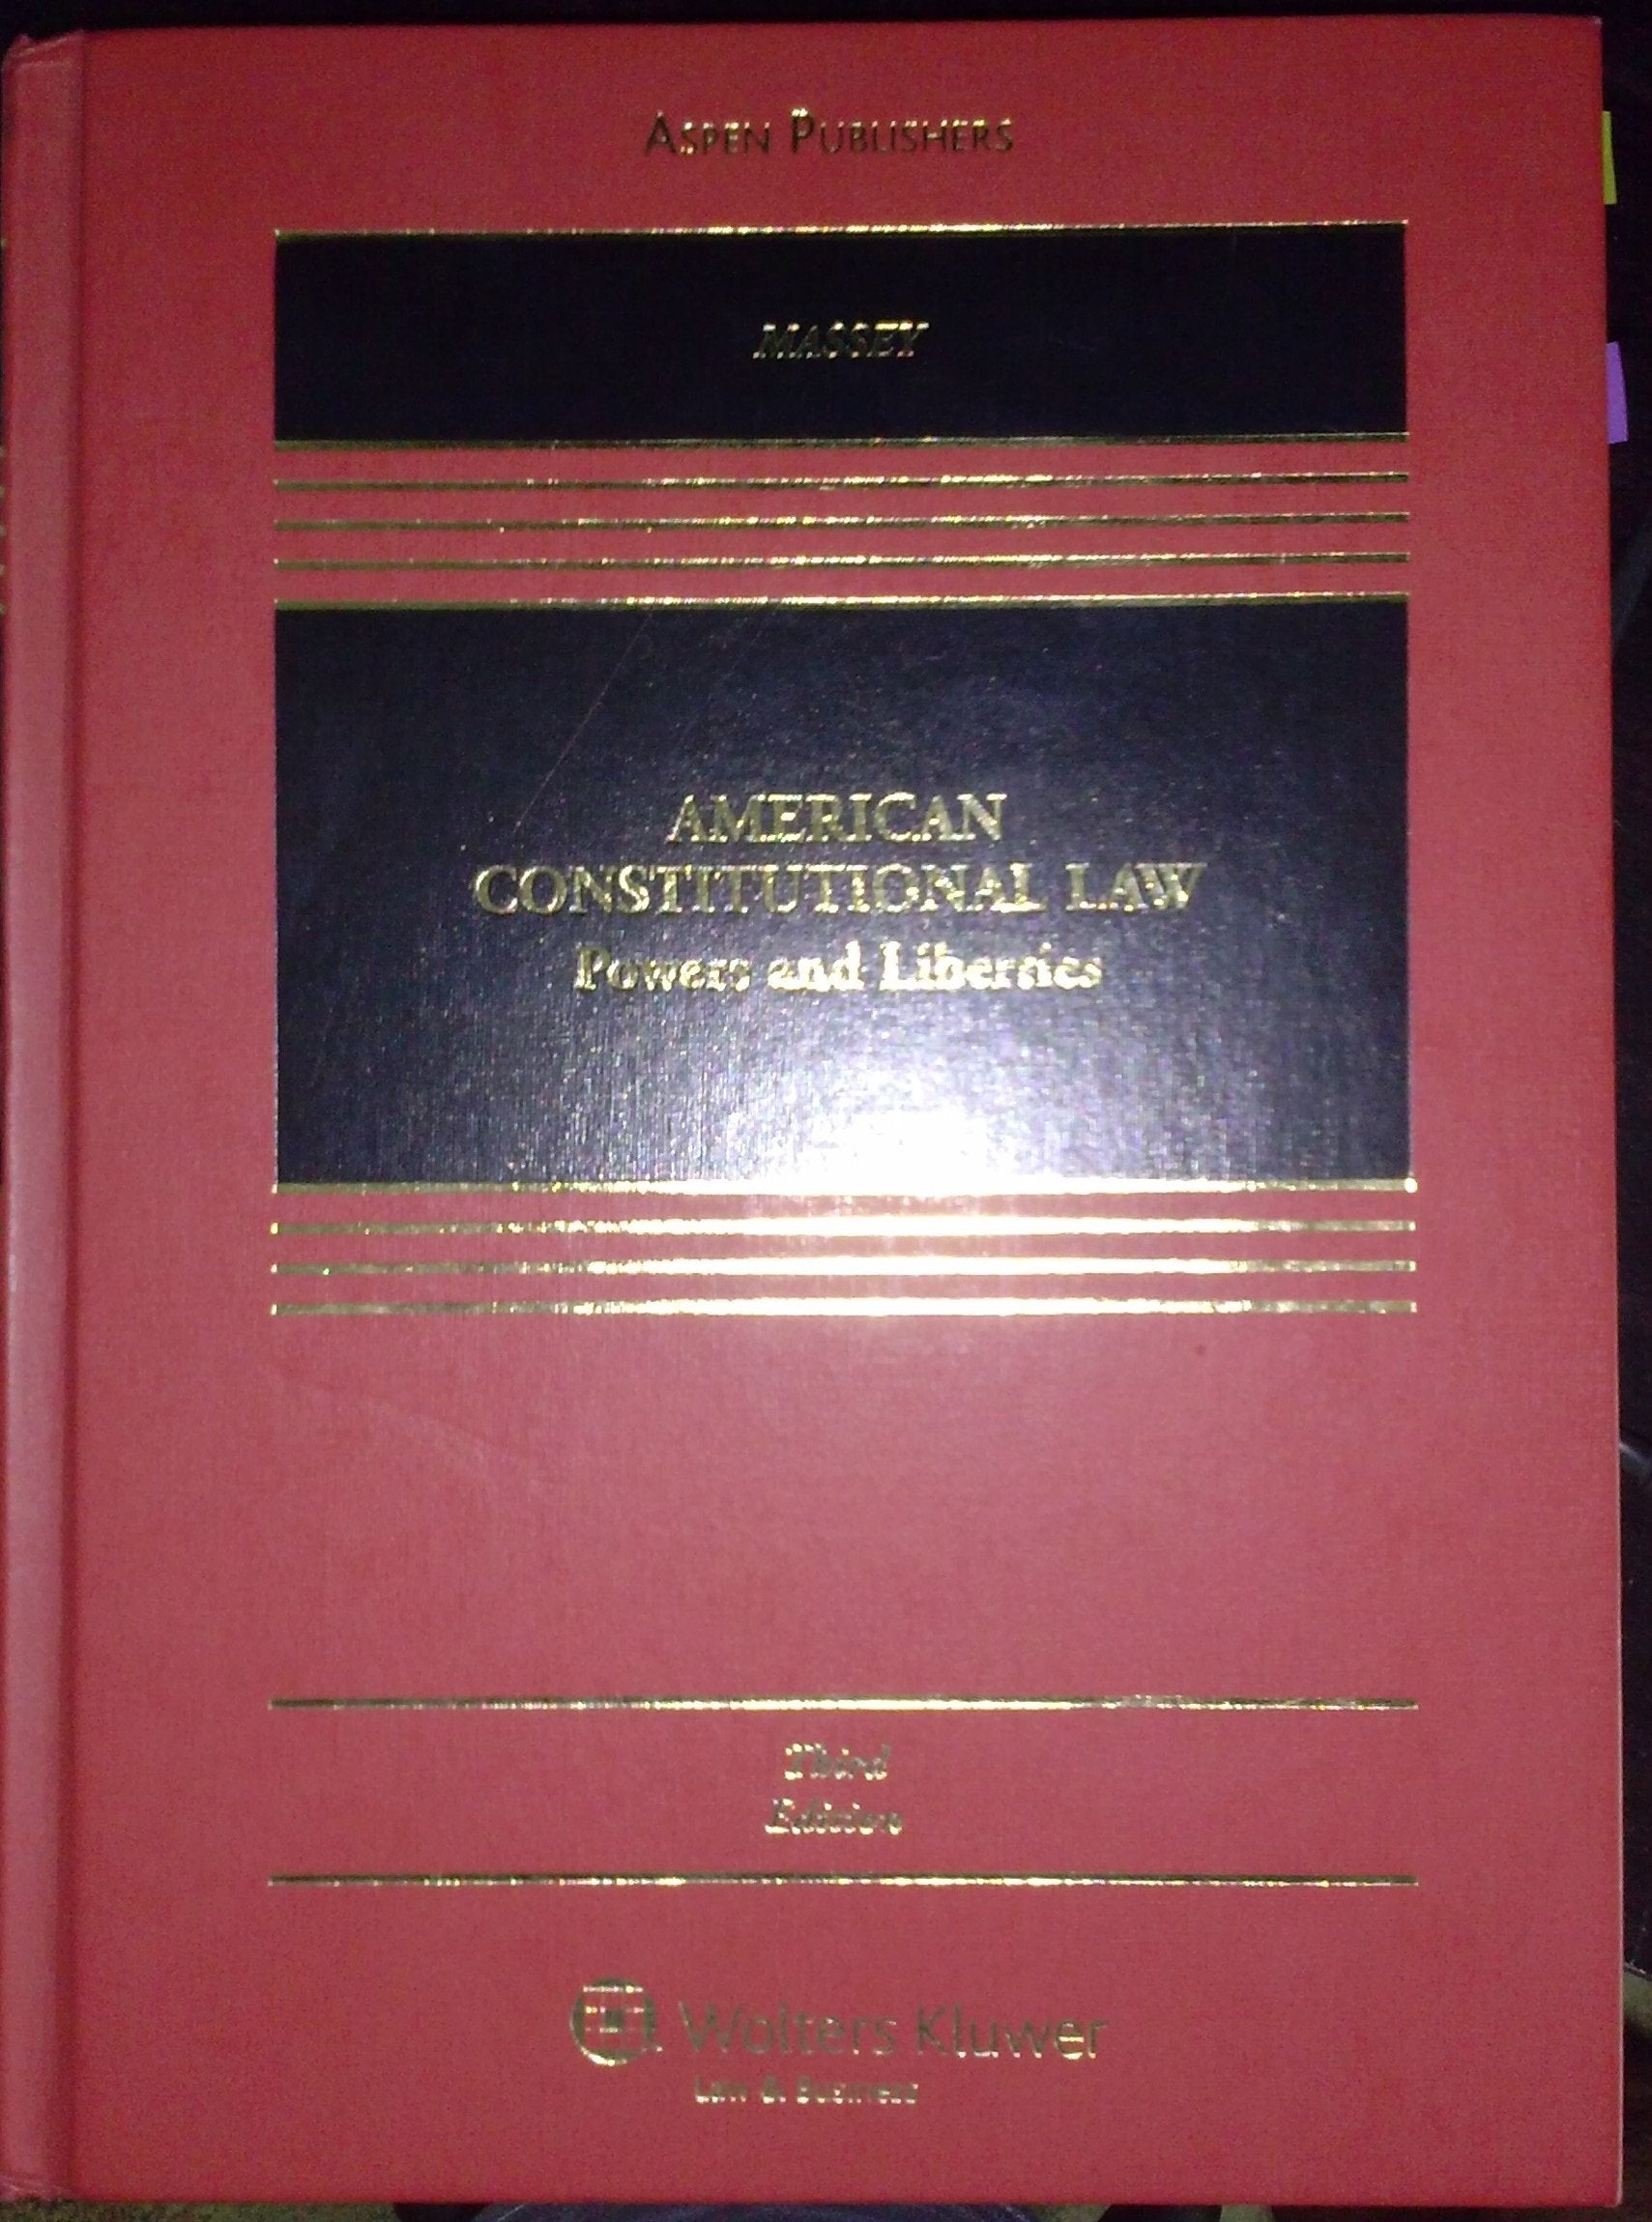 ASPEN PUBLISHERS
MASSEY
AMERICAN
CONSTITUTIONAL LAW
Powers and Liberties
Third
Edition
Wolters Kluwer
Law & Business